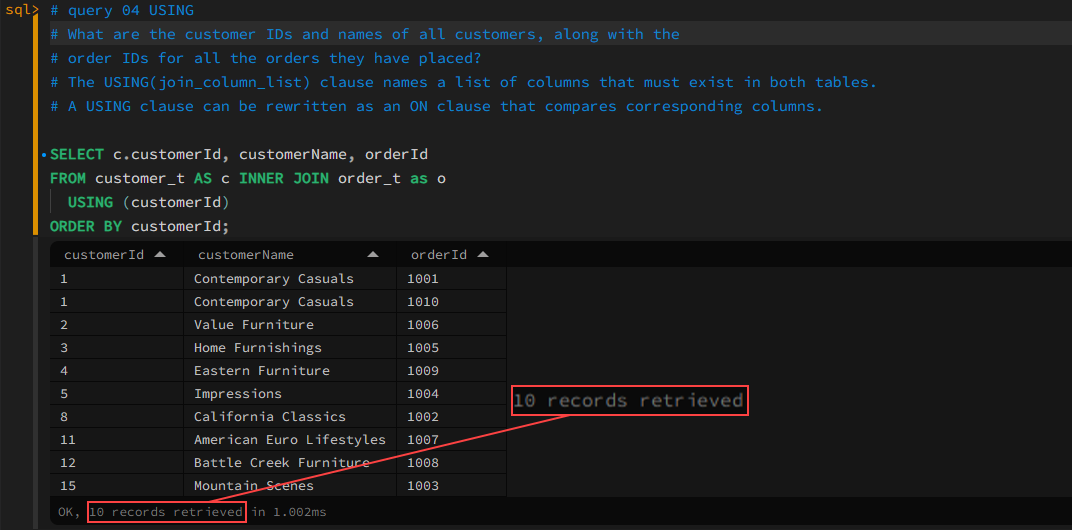 sql> # query 04 USING
# What are the customer IDs and names of all customers, along with the
# order IDs for all the orders they have placed?
# The USING(join_column_list) clause names a list of columns that must exist in both tables.
# A USING clause can be rewritten as an ON clause that compares corresponding columns.
SELECT c.customerId, customerName, orderId
FROM customer_t AS c INNER JOIN order_t as o
USING (customerId)
ORDER BY customerId;
customerId customerName orderId
1 Contemporary Casuals 1001
1 Contemporary Casuals 1010
2 Value Furniture 1006
3 Home Furnishings 1005
4 Eastern Furniture 1009
5 Impressions 1004
10 records retrieved
8 California Classics 1002
11 American Euro Lifestyles 1007
12 Battle Creek Furniture 1008
15 Mountain Scenes 1003
OK, 10 records retrieved in 1.002ms